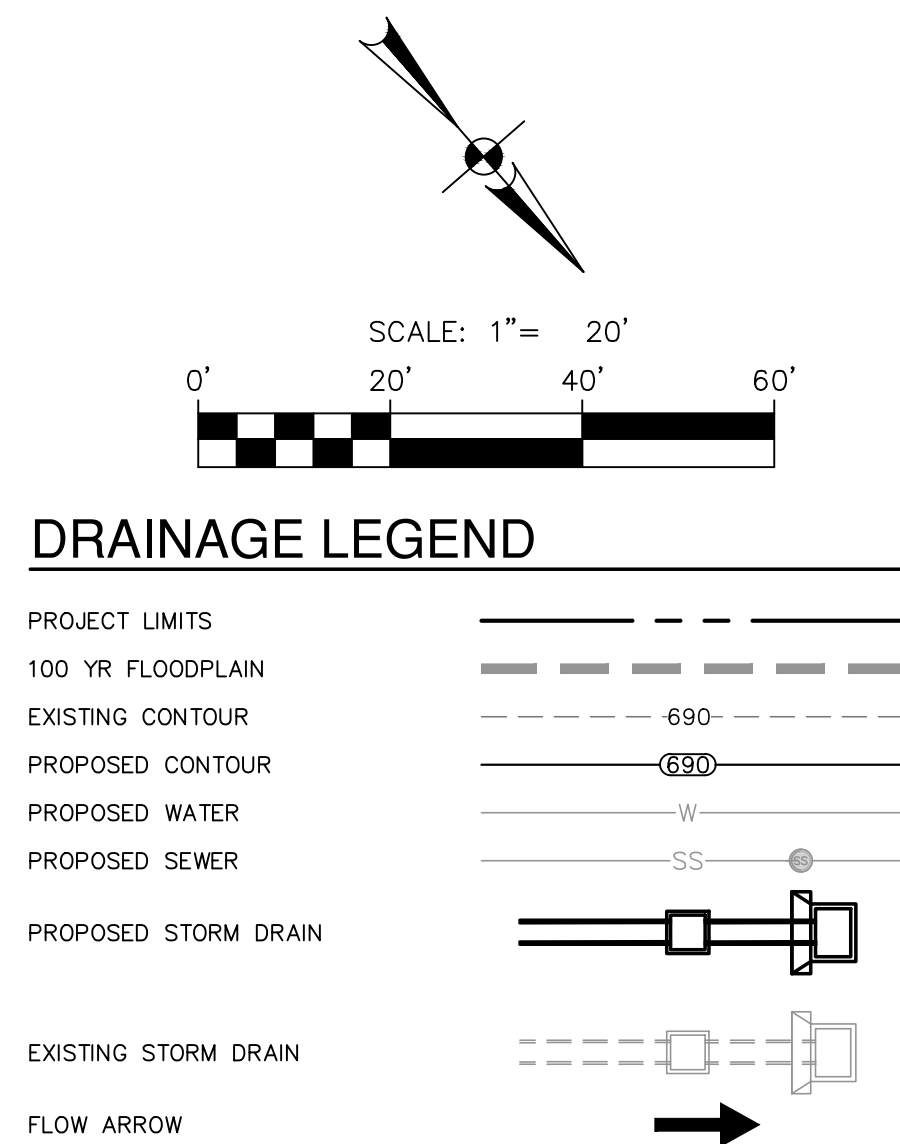 SCALE: 1”= 20’
0’ 20’ 40’ 60’
DRAINAGE LEGEND
PROJECT LIMITS
100 YR FLOODPLAIN
EXISTING CONTOUR 690
PROPOSED CONTOUR 690
PROPOSED WATER W
PROPOSED SEWER SS SS
PROPOSED STORM DRAIN
EXISTING STORM DRAIN
FLOW ARROW